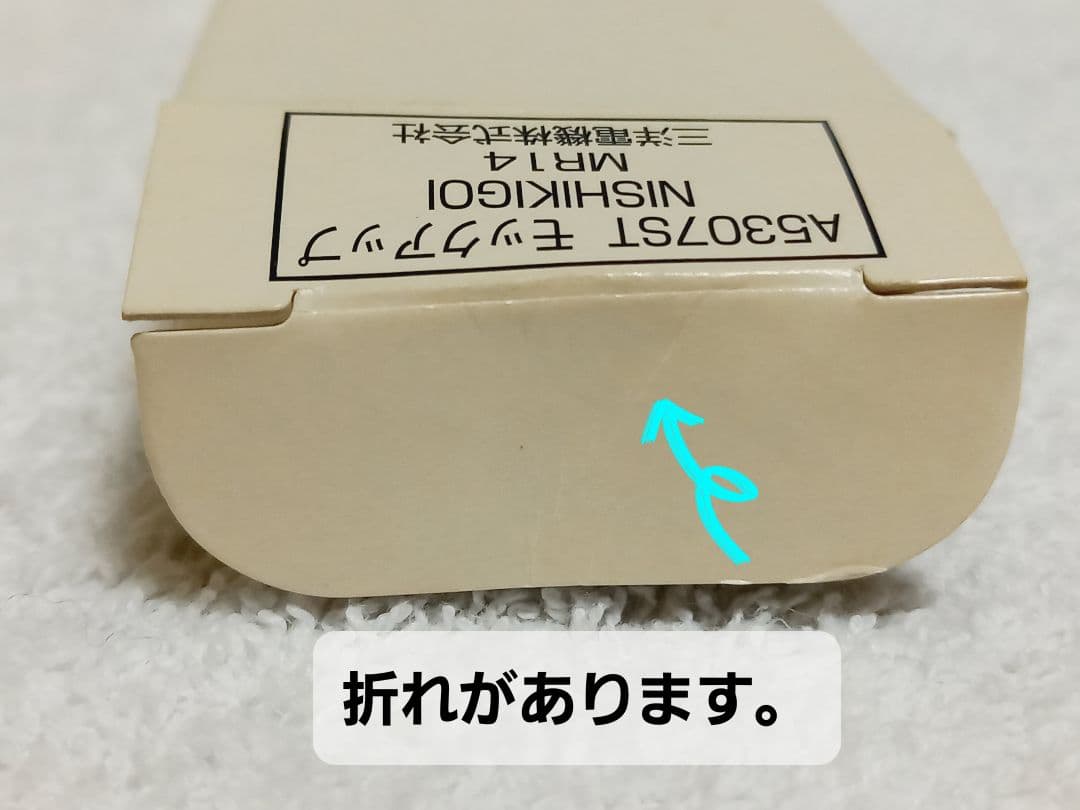 A5307ST モックアップ
NISHIKIGOI
MR14
三洋電機株式会社
折れがあります。